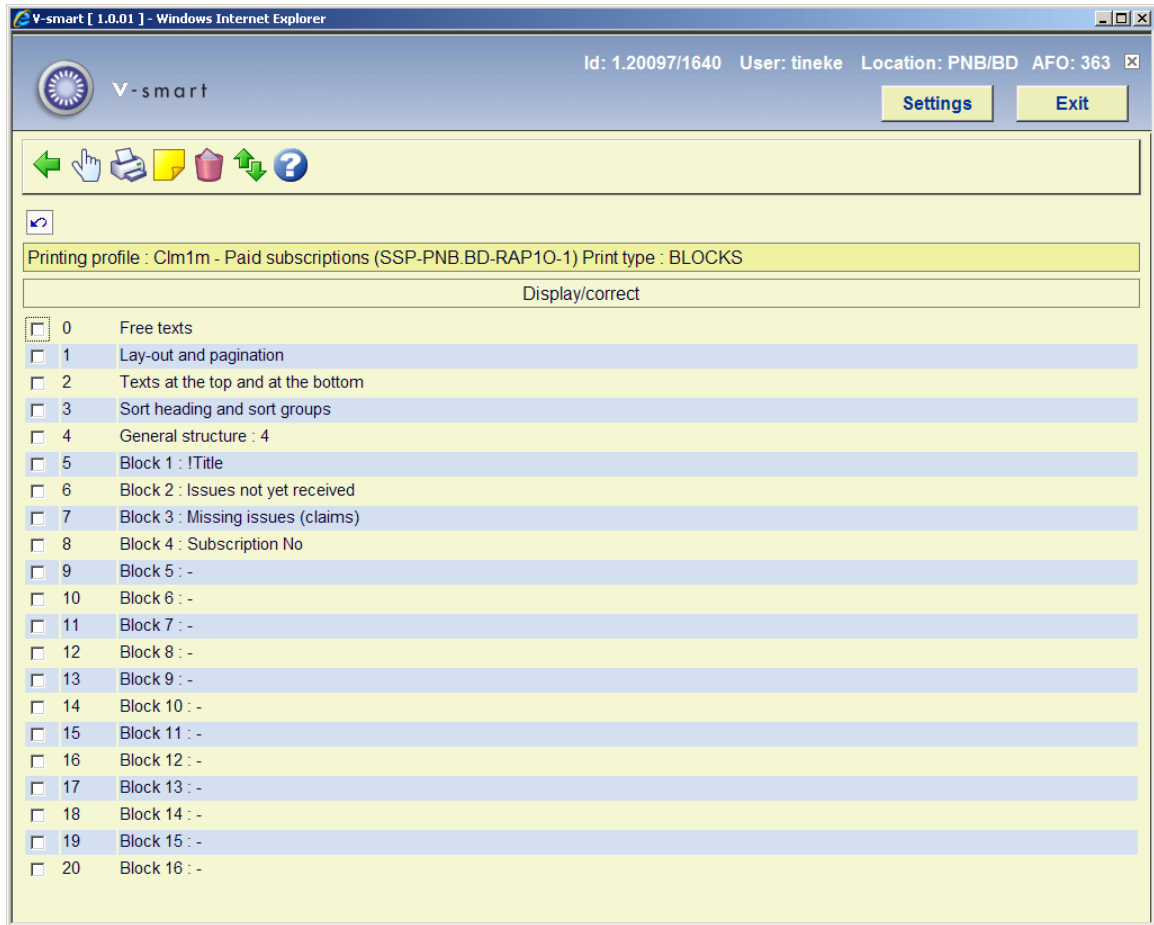 V-smart [ 1.0.01 ] - Windows Internet Explorer
Id: 1.20097/1640 User: tineke Location: PNB/BD AFO: 363
V-smart
Settings Exit
Printing profile : Clm1m - Paid subscriptions (SSP-PNB.BD-RAP1O-1) Print type : BLOCKS
Display/correct
0 Free texts
1 Lay-out and pagination
2 Texts at the top and at the bottom
3 Sort heading and sort groups
4 General structure : 4
5 Block 1 : !Title
6 Block 2 : Issues not yet received
7 Block 3 : Missing issues (claims)
8 Block 4 : Subscription No
9 Block 5 : -
10 Block 6 : -
11 Block 7 : -
12 Block 8 : -
13 Block 9 : -
14 Block 10 : -
15 Block 11 : -
16 Block 12 : -
17 Block 13 : -
18 Block 14 : -
19 Block 15 : -
20 Block 16 : -